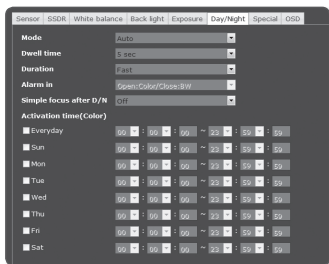 Sensor SSDR White balance Back light Exposure Day/Night Special OSD
Mode Auto
Dwell time 5 sec
Duration Fast
Alarm in Open:Color/Close:BW
Simple focus after D/N Off
Activation time(Color)
Everyday 00 : 00 : 00 ~ 23 : 59 : 59
Sun 00 : 00 : 00 ~ 23 : 59 : 59
Mon 00 : 00 : 00 ~ 23 : 59 : 59
Tue 00 : 00 : 00 ~ 23 : 59 : 59
Wed 00 : 00 : 00 ~ 23 : 59 : 59
Thu 00 : 00 : 00 ~ 23 : 59 : 59
Fri 00 : 00 : 00 ~ 23 : 59 : 59
Sat 00 : 00 : 00 ~ 23 : 59 : 59